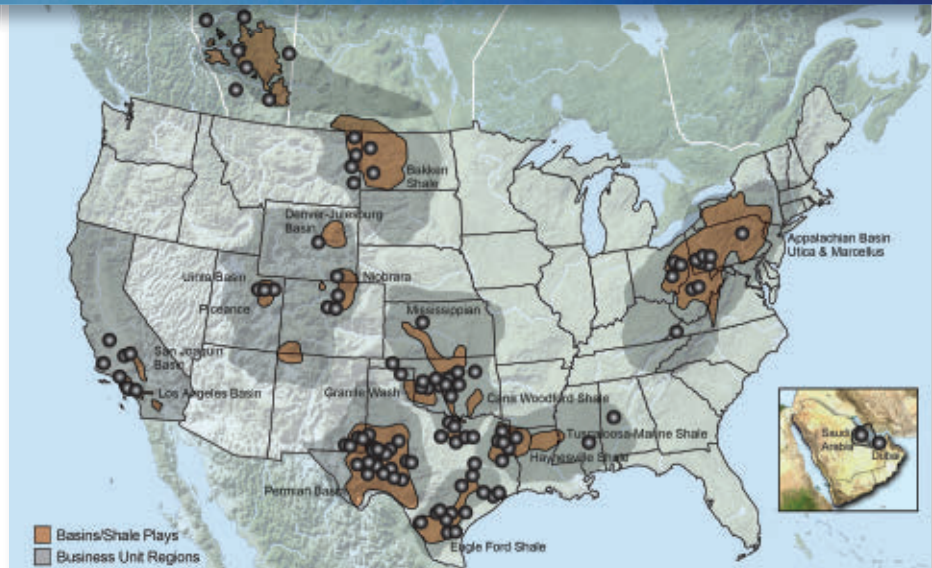 Bakken
Shale
Denver-Julesburg
Basin
Appalachian Basin
Utica & Marcellus
Uinta Basin
Niobrara
Piceance
Mississippian
San Joaquin
Basin
Los Angeles Basin
Granite Wash
Cana Woodford Shale
Tuscaloosa-Marine Shale
Haynesville Shale
Saudi
Arabia
Dubai
Permian Basin
Eagle Ford Shale
Basins/Shale Plays
Business Unit Regions